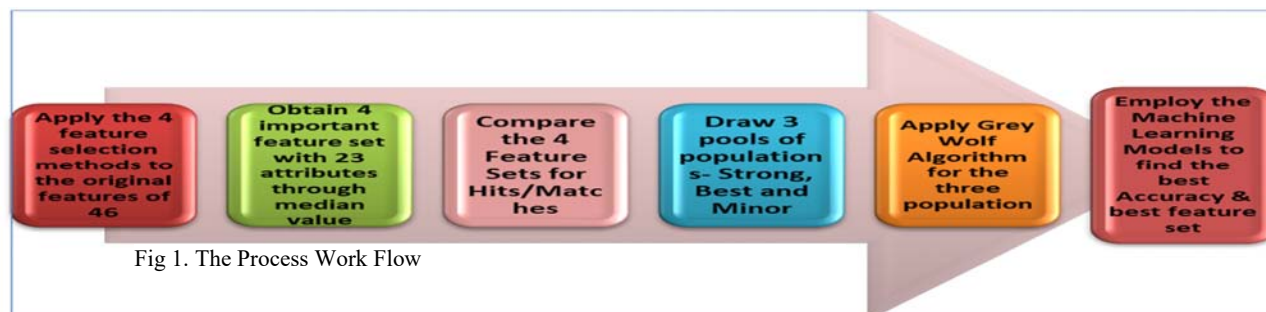 Apply the 4
feature
selection
methods to
the original
features of
46
Obtain 4
important
feature set
with 23
attributes
through
median
value
Compare
the 4
Feature
Sets for
Hits/Matc
hes
Draw 3
pools of
population
s- Strong,
Best and
Minor
Apply Grey
Wolf
Algorithm
for the
three
population
Employ the
Machine
Learning
Models to
find the
best
Accuracy &
best feature
set
Fig 1. The Process Work Flow